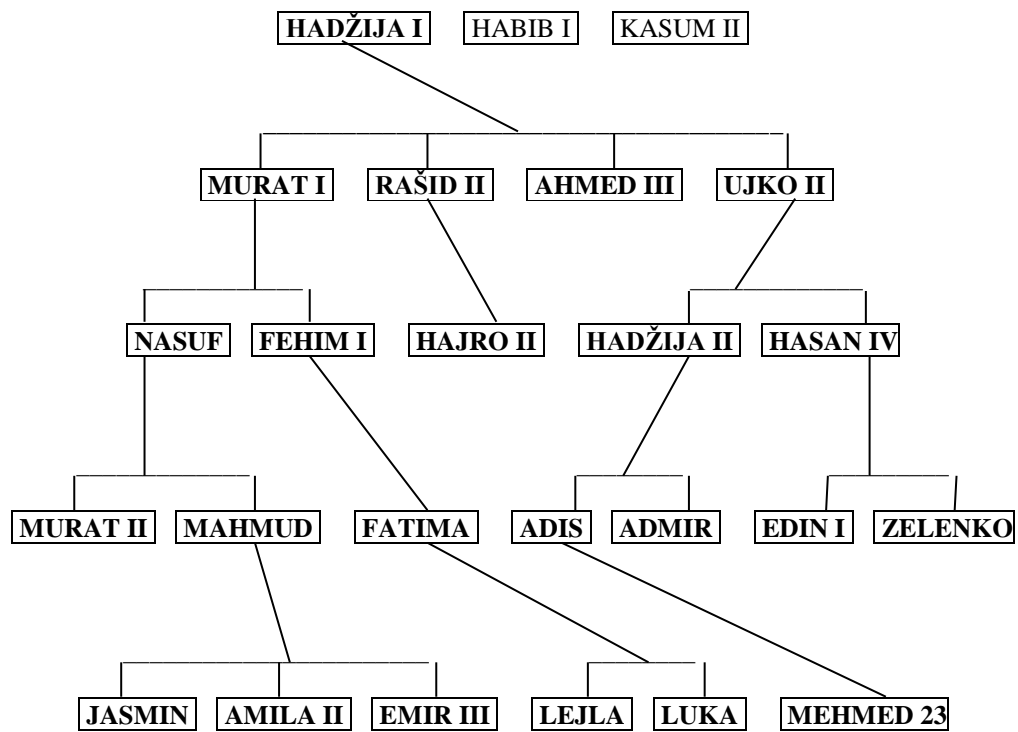 HADŽIJA I HABIB I KASUM II
MURAT I RAŠID II AHMED III UJKO II
NASUF FEHIM I HAJRO II HADŽIJA II HASAN IV
MURAT II MAHMUD FATIMA ADIS ADMIR EDIN I ZELENKO
JASMIN AMILA II EMIR III LEJLA LUKA MEHMED 23